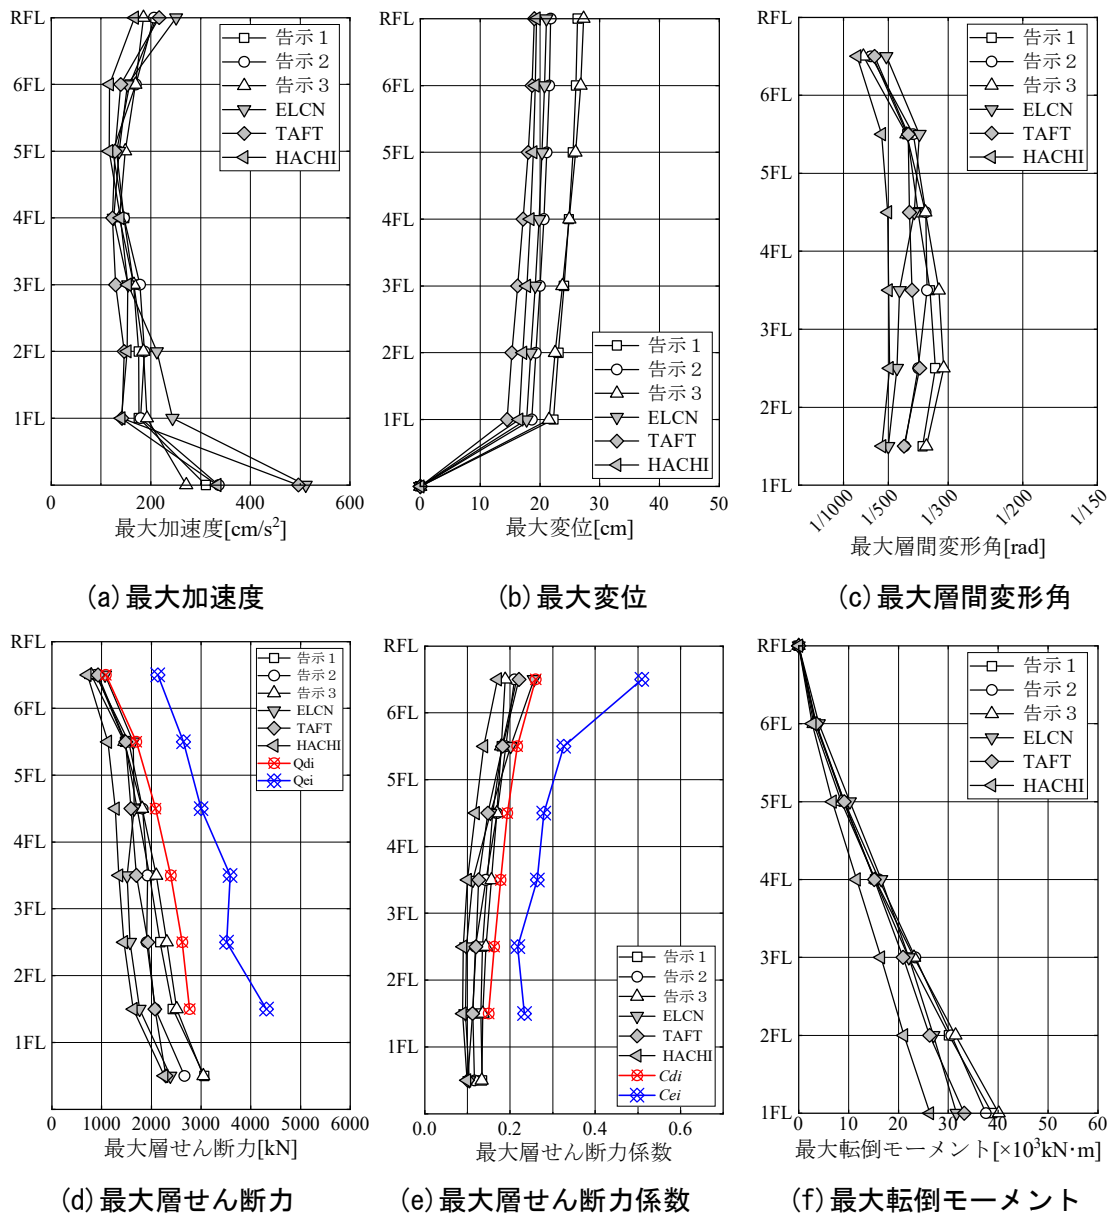 RFL
6FL
5FL
4FL
3FL
2FL
1FL
0
200
400
600
告示1
告示2
告示3
ELCN
TAFT
HACHI
最大加速度[cm/s²]
(a)最大加速度
RFL
6FL
5FL
4FL
3FL
2FL
1FL
0
10
20
30
40
50
告示1
告示2
告示3
ELCN
TAFT
HACHI
最大変位[cm]
(b)最大変位
RFL
6FL
5FL
4FL
3FL
2FL
1FL
1/1000
1/500
1/300
1/200
1/150
告示1
告示2
告示3
ELCN
TAFT
HACHI
最大層間変形角[rad]
(c)最大層間変形角
RFL
6FL
5FL
4FL
3FL
2FL
1FL
0
1000
2000
3000
4000
5000
6000
告示1
告示2
告示3
ELCN
TAFT
HACHI
Qdi
Qei
最大層せん断力[kN]
(d)最大層せん断力
RFL
6FL
5FL
4FL
3FL
2FL
1FL
0.0
0.2
0.4
0.6
告示1
告示2
告示3
ELCN
TAFT
HACHI
Cdi
Cei
最大層せん断力係数
(e)最大層せん断力係数
RFL
6FL
5FL
4FL
3FL
2FL
1FL
0
10
20
30
40
50
60
告示1
告示2
告示3
ELCN
TAFT
HACHI
最大転倒モーメント[×10³kN·m]
(f)最大転倒モーメント